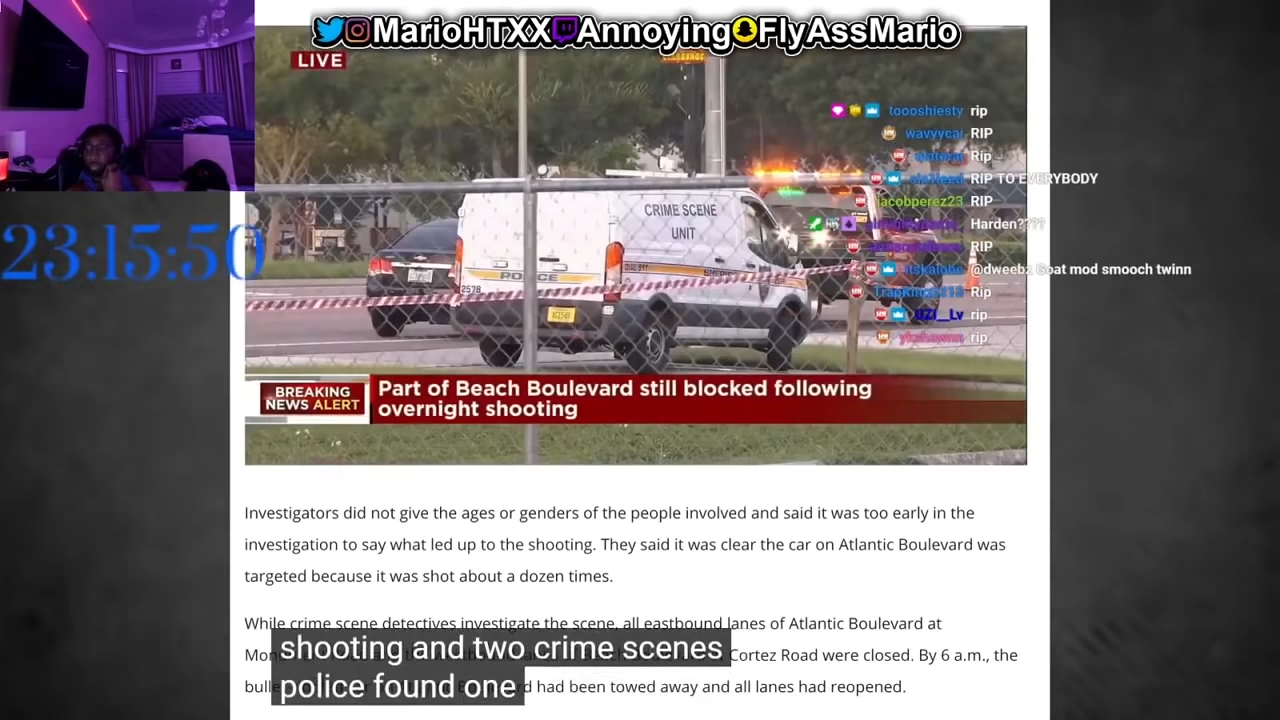 MarioHTXX Annoying FlyAssMario
LIVE
toooshiesty rip
wavyycai RIP
Rip
RIP TO EVERYBODY
jacobperez23 RIP
Harden????
RIP
itskalobe @dweebz Goat mod smooch twinn
Rip
UZI__Lv rip
rip
23:15:50
CRIME SCENE
UNIT
POLICE
2578
BREAKING
NEWS ALERT
Part of Beach Boulevard still blocked following
overnight shooting
Investigators did not give the ages or genders of the people involved and said it was too early in the
investigation to say what led up to the shooting. They said it was clear the car on Atlantic Boulevard was
targeted because it was shot about a dozen times.
While crime scene detectives investigate the scene, all eastbound lanes of Atlantic Boulevard at
shooting and two crime scenes
Cortez Road were closed. By 6 a.m., the
police found one
had been towed away and all lanes had reopened.